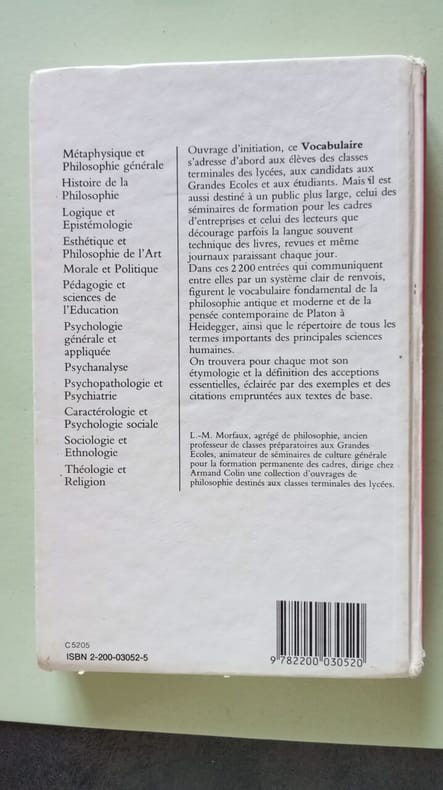 Métaphysique et
Philosophie générale
Histoire de la
Philosophie
Logique et
Epistémologie
Esthétique et
Philosophie de l'Art
Morale et Politique
Pédagogie et
sciences de
l'Education
Psychologie
générale et
appliquée
Psychanalyse
Psychopathologie et
Psychiatrie
Caractérologie et
Psychologie sociale
Sociologie et
Ethnologie
Théologie et
Religion
Ouvrage d'initiation, ce Vocabulaire
s'adresse d'abord aux élèves des classes
terminales des lycées, aux candidats aux
Grandes Ecoles et aux étudiants. Mais il est
aussi destiné à un public plus large, celui des
séminaires de formation pour les cadres
d'entreprises et celui des lecteurs que
décourage parfois la langue souvent
technique des livres, revues et même
journaux paraissant chaque jour.
Dans ces 2200 entrées qui communiquent
entre elles par un système clair de renvois,
figurent le vocabulaire fondamental de la
philosophie antique et moderne et de la
pensée contemporaine de Platon à
Heidegger, ainsi que le répertoire de tous les
termes importants des principales sciences
humaines.
On trouvera pour chaque mot son
étymologie et la définition des acceptions
essentielles, éclairée par des exemples et des
citations empruntées aux textes de base.
L.-M. Morfaux, agrégé de philosophie, ancien
professeur de classes préparatoires aux Grandes
Ecoles, animateur de séminaires de culture générale
pour la formation permanente des cadres, dirige chez
Armand Colin une collection d'ouvrages de
philosophie destinés aux classes terminales des lycées.
C 5205
ISBN 2-200-03052-5
9 782200 030520